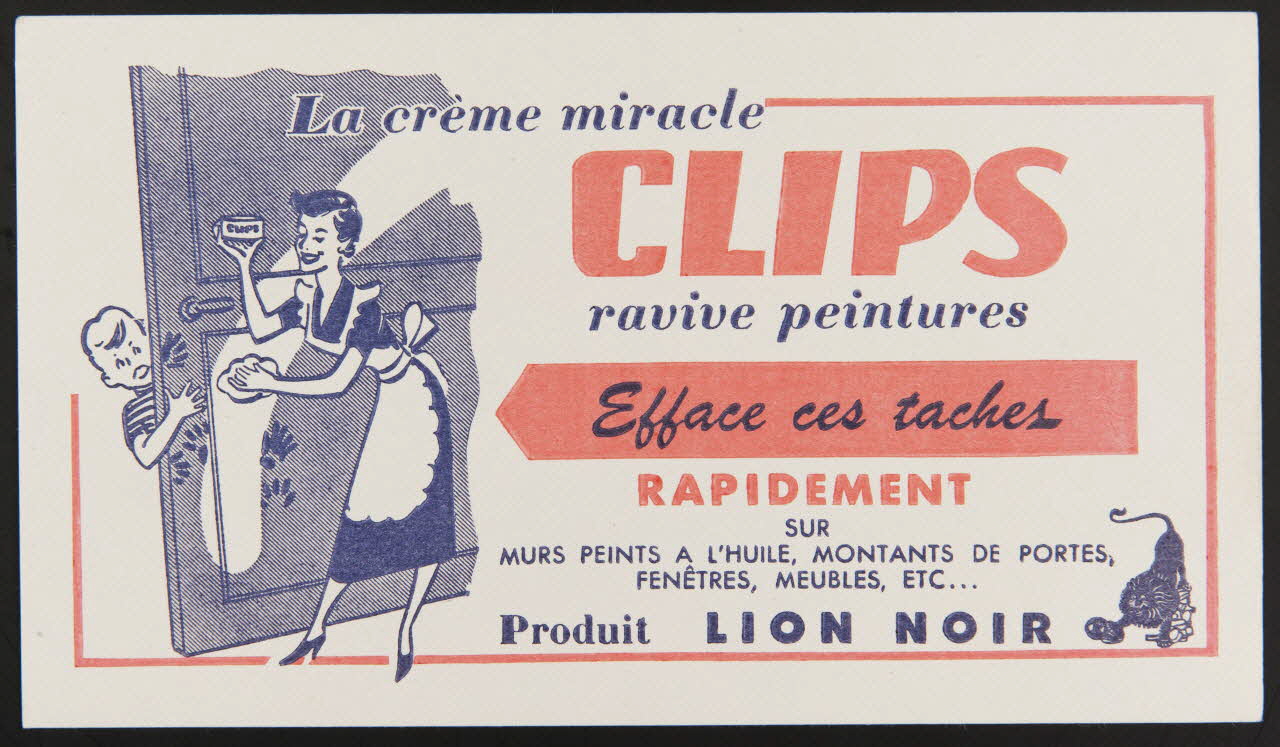 La crème miracle
CLIPS
ravive peintures
Efface ces taches
RAPIDEMENT
SUR
MURS PEINTS A L'HUILE, MONTANTS DE PORTES,
FENÊTRES, MEUBLES, ETC...
Produit LION NOIR
CLIPS